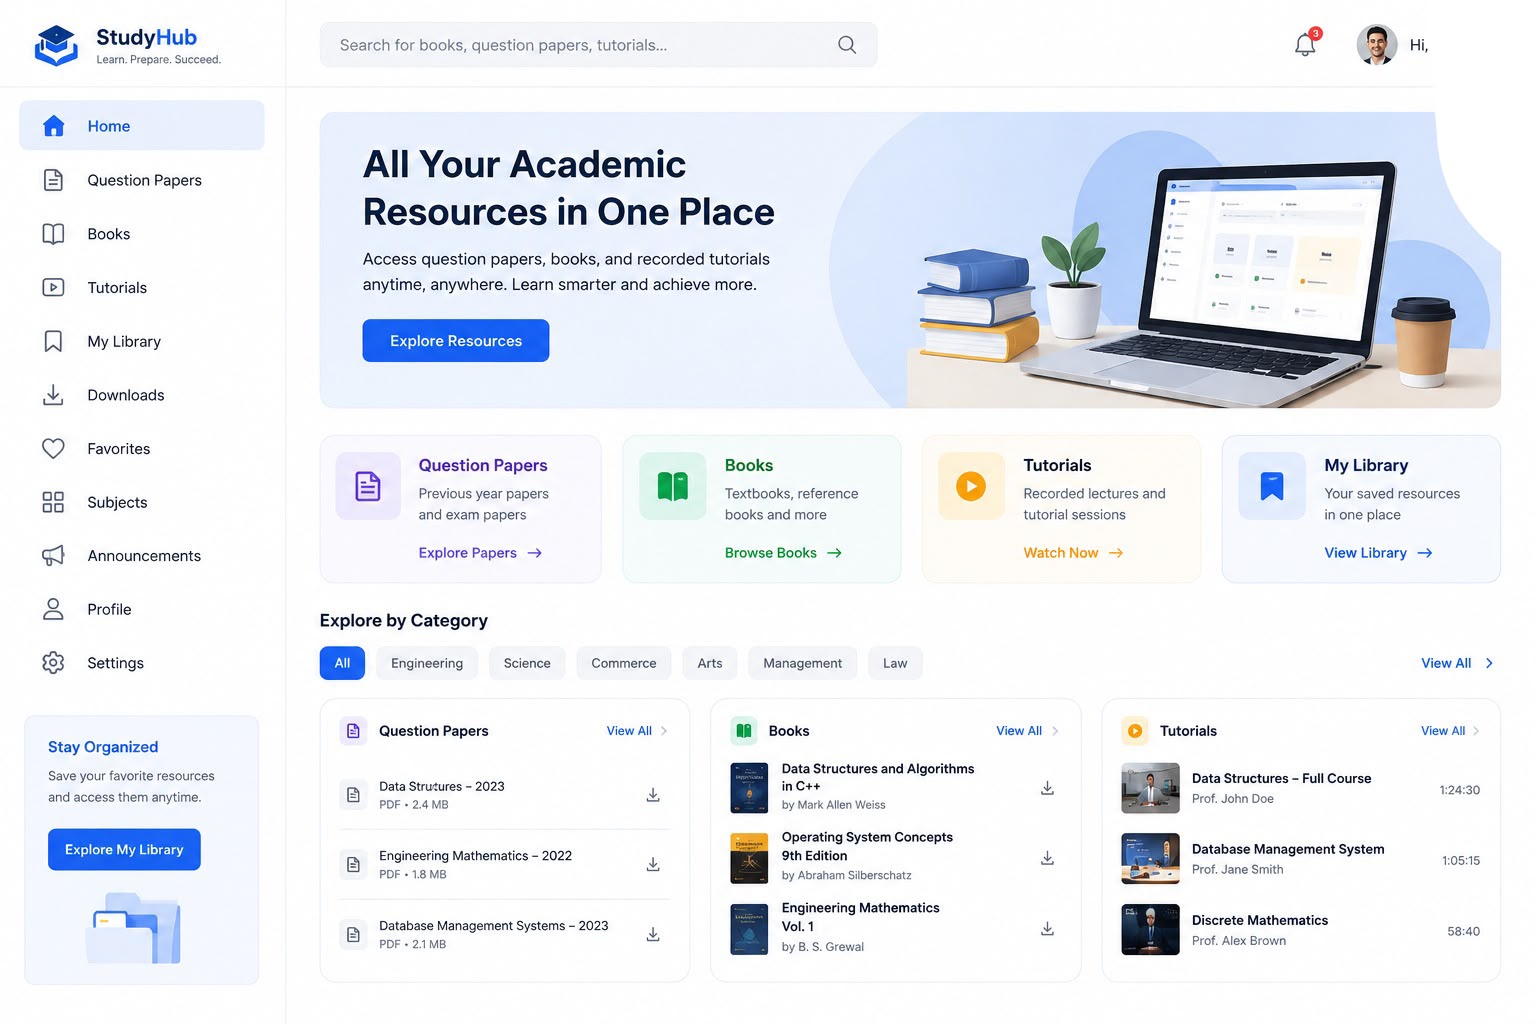 StudyHub
Learn. Prepare. Succeed.
Search for books, question papers, tutorials...
3
Hi,
Home
Question Papers
Books
Tutorials
My Library
Downloads
Favorites
Subjects
Announcements
Profile
Settings
Stay Organized
Save your favorite resources
and access them anytime.
Explore My Library
All Your Academic
Resources in One Place
Access question papers, books, and recorded tutorials
anytime, anywhere. Learn smarter and achieve more.
Explore Resources
Question Papers
Previous year papers
and exam papers
Explore Papers
Books
Textbooks, reference
books and more
Browse Books
Tutorials
Recorded lectures and
tutorial sessions
Watch Now
My Library
Your saved resources
in one place
View Library
Explore by Category
All
Engineering
Science
Commerce
Arts
Management
Law
View All
Question Papers
View All
Data Structures – 2023
PDF • 2.4 MB
Engineering Mathematics – 2022
PDF • 1.8 MB
Database Management Systems – 2023
PDF • 2.1 MB
Books
View All
Data Structures and Algorithms
in C++
by Mark Allen Weiss
Operating System Concepts
9th Edition
by Abraham Silberschatz
Engineering Mathematics
Vol. 1
by B. S. Grewal
Tutorials
View All
Data Structures – Full Course
Prof. John Doe
1:24:30
Database Management System
Prof. Jane Smith
1:05:15
Discrete Mathematics
Prof. Alex Brown
58:40